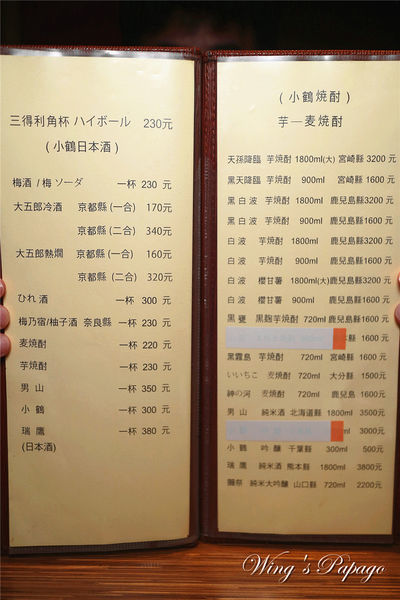 三得利角杯 ハイボール 230元
(小鶴日本酒)
梅酒 / 梅 ソーダ 一杯 230 元
大五郎冷酒 京都縣 (一合) 170元
京都縣 (二合) 340元
大五郎熱燗 京都縣 (一合) 160元
京都縣 (二合) 320元
ひれ 酒 一杯 300 元
梅乃宿/柚子酒 奈良縣 一杯 230 元
麦焼酎 一杯 220 元
芋焼酎 一杯 230 元
男 山 一杯 350 元
小 鶴 一杯 300 元
瑞 鷹 一杯 380 元
(日本酒)
(小鶴焼酎)
芋—麦焼酎
天孫降臨 芋焼酎 1800ml(大) 宮崎縣 3200 元
黑天降臨 芋焼酎 900ml 宮崎縣 1600 元
黑 白 波 芋焼酎 1800ml 鹿兒島縣3200元
黑 白 波 芋焼酎 900ml 鹿兒島縣1600元
白 波 芋焼酎 1800ml 鹿兒島縣3200元
白 波 芋焼酎 900ml 鹿兒島縣1600元
白 波 櫻甘薯 1800ml(大)鹿兒島縣3200元
白 波 櫻甘薯 900ml 鹿兒島縣1600元
黑 甕 黑麹芋焼酎 720ml 鹿兒島縣1600 元
縣 1600 元
黑霧島 芋焼酎 720ml 宮崎縣 1600 元
いいちこ 麦焼酎 720ml 大分縣 1500元
神の河 麦焼酎 720ml 鹿兒島 1600元
男 山 純米酒 北海道縣 1800ml 3500元
ml 3000元
小 鶴 吟 釀 千葉縣 300ml 500元
瑞 鷹 純米酒 熊本縣 1800ml 3800元
獺祭 純米大吟釀 山口縣 720ml 2200元
Wing's Papago